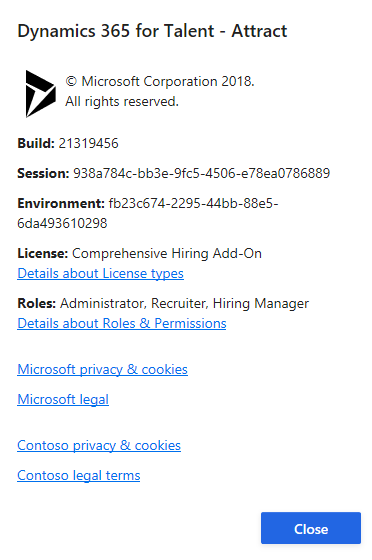 Dynamics 365 for Talent - Attract
© Microsoft Corporation 2018.
All rights reserved.
Build: 21319456
Session: 938a784c-bb3e-9fc5-4506-e78ea0786889
Environment: fb23c674-2295-44bb-88e5-
6da493610298
License: Comprehensive Hiring Add-On
Details about License types
Roles: Administrator, Recruiter, Hiring Manager
Details about Roles & Permissions
Microsoft privacy & cookies
Microsoft legal
Contoso privacy & cookies
Contoso legal terms
Close